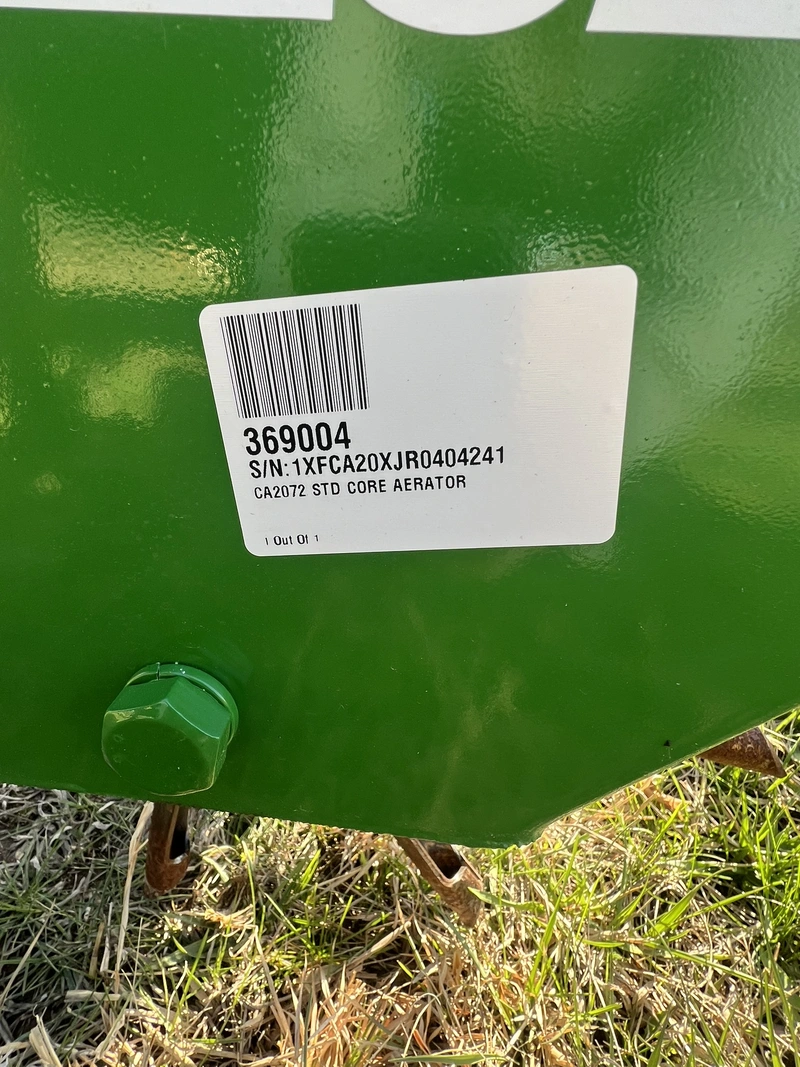 369004
S/N:1XFCA20XJR0404241
CA2072 STD CORE AERATOR
1 Out Of 1